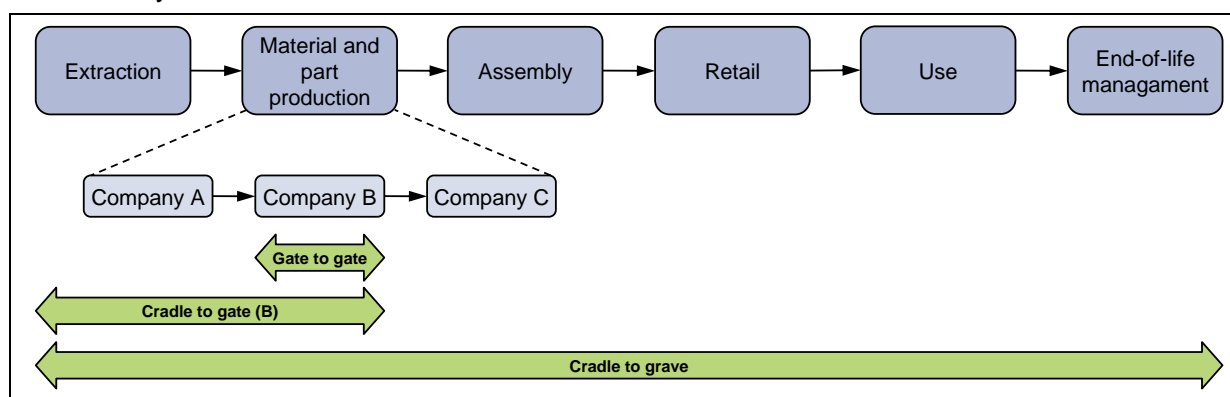 Extraction
Material and
part
production
Assembly
Retail
Use
End-of-life
managament
Company A
Company B
Company C
Gate to gate
Cradle to gate (B)
Cradle to grave